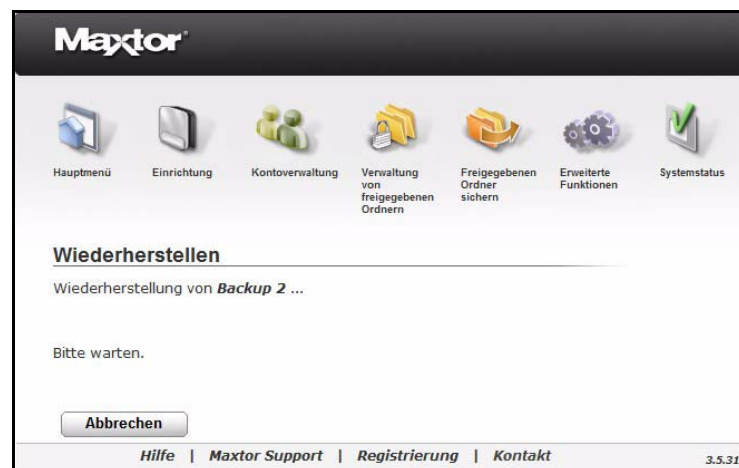 Maxtor
Hauptmenü
Einrichtung
Kontoverwaltung
Verwaltung
von
freigegebenen
Ordnern
Freigegebenen
Ordner
sichern
Erweiterte
Funktionen
Systemstatus
Wiederherstellen
Wiederherstellung von Backup 2 ...
Bitte warten.
Abbrechen
Hilfe | Maxtor Support | Registrierung | Kontakt
3.5.31